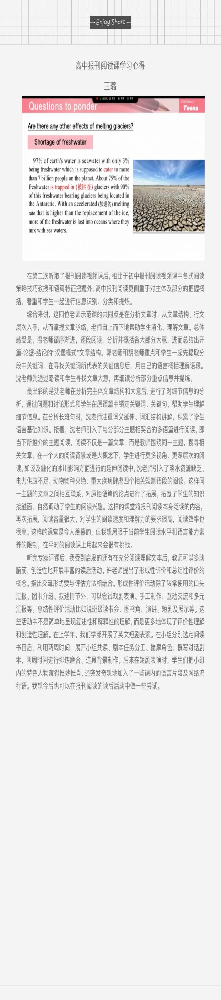 Enjoy Share
高中报刊阅读课学习心得
王璐
Questions to ponder
21st Century
Teens
Are there any other effects of melting glaciers?
Shortage of freshwater
97% of earth's water is seawater with only 3%
being freshwater which is supposed to cater to more
than 7 billion people on the planet. About 75% of the
freshwater is trapped in (被困在) glaciers with 90%
of this freshwater bearing glaciers being located in
the Antarctic. With an accelerated (加速的) melting
rate that is higher than the replacement of the ice,
more of the freshwater is lost into oceans where they
mix with sea waters.
在第二次听取了报刊阅读视频课后，相比于初中报刊阅读视频课中各式阅读
策略技巧教授和语篇特征把握外，高中报刊阅读更侧重于对主体及部分的把握概
括，着重和学生一起进行信息识别、分类和提炼。
综合来讲，这四位老师示范课的共同点是在分析文章时，从文章结构、行文
层次入手，从而掌握文章脉络。老师自上而下地帮助学生消化、理解文章。总体
感受是，温老师循序渐进，逐段阅读，分析并概括各大部分大意，进而总结出开
篇-论据-结论的“汉堡模式”文章结构。郭老师和胡老师重点和学生一起先提取分
段中关键词，在寻找关键词所代表的关键信息后，用自己的语言概括理解语段。
沈老师先通过略读和学生寻找文章大意，再细读分析部分重点信息并提炼。
最出彩的是沈老师在分析完主体文章结构和大意后，进行了对细节信息的分
析，通过问题和讨论形式和学生在原语篇中锁定关键词、关键句，帮助学生理解
细节信息。在分析长难句时，沈老师注重词义延伸、词汇结构讲解，积累了学生
语言基础知识。接着，沈老师引入了与分部分主题相契合的多语篇进行阅读，即
当下所推介的主题阅读。阅读不仅是一篇文章，而是教师围绕同一主题，搜寻相
关文章，在一个大的阅读背景或是大概念下，学生进行更多视角、更深层次的阅
读。如谈及融化的冰川影响方面进行的延伸阅读中，沈老师引入了淡水资源缺乏、
电力供应不足、动物物种灭绝、重大疾病肆虐四个相关短篇语段的阅读。这样同
一主题的文章之间相互联系，对原始语篇的论点进行了拓展，拓宽了学生的知识
接触面，自然调动了学生的阅读兴趣。这样的课堂将报刊阅读本身泛读的内容，
再次拓展，阅读容量很大，对学生的阅读速度和理解力的要求很高，阅读效率也
很高。这样的课堂是令人羡慕的，但我想局限于当前学生阅读水平和语言能力素
养的限制，在平时的阅读课上用起来会很有挑战。
听完专家评课后，我受到启发的还有在充分阅读理解文本后，教师可以多动
脑筋，创造性地开展丰富的读后活动。许老师提出了形成性评价和总结性评价的
概念。指出交流形式要与评估方法相结合。形成性评价活动除了较常使用的口头
汇报、图书介绍、叙述情节外，可以尝试戏剧表演、手工制作、互动交流和多元
汇报等。总结性评价活动比如说班级读书会、图书角、演讲、短剧及展示等。这
些活动中不是简单地呈现复述性和解释性的理解，而是更多地体现了评价性理解
和创造性理解。在上学年，我们学部开展了英文短剧表演。在小组分别选定阅读
书目后，利用两周时间，展开小组共读、剧本任务分工、揣摩角色、撰写对话剧
本，两周时间进行排练磨合、道具背景制作。后来在短剧表演时，学生们把小组
内的特色人物演得惟妙惟肖，还突发奇想地加入了一些课内的语言片段及网络流
行语。我想今后也可以在报刊阅读的读后活动中做一些尝试。